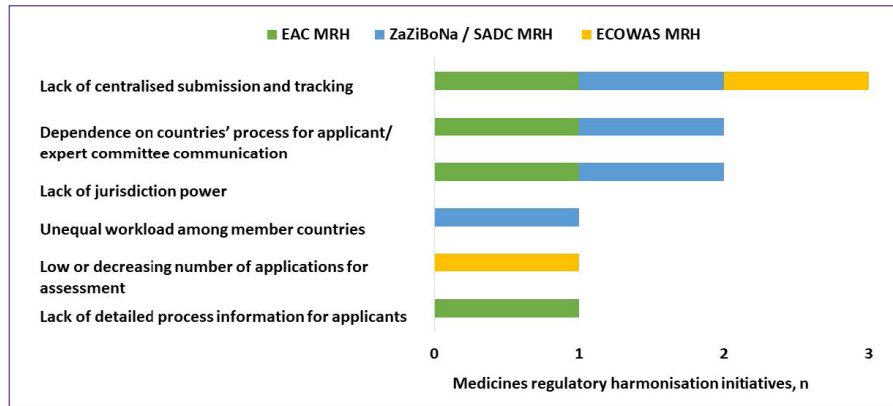 EAC MRH ZaZiBoNa / SADC MRH ECOWAS MRH
Lack of centralised submission and tracking
Dependence on countries' process for applicant/
expert committee communication
Lack of jurisdiction power
Unequal workload among member countries
Low or decreasing number of applications for
assessment
Lack of detailed process information for applicants
0 1 2 3
Medicines regulatory harmonisation initiatives, n